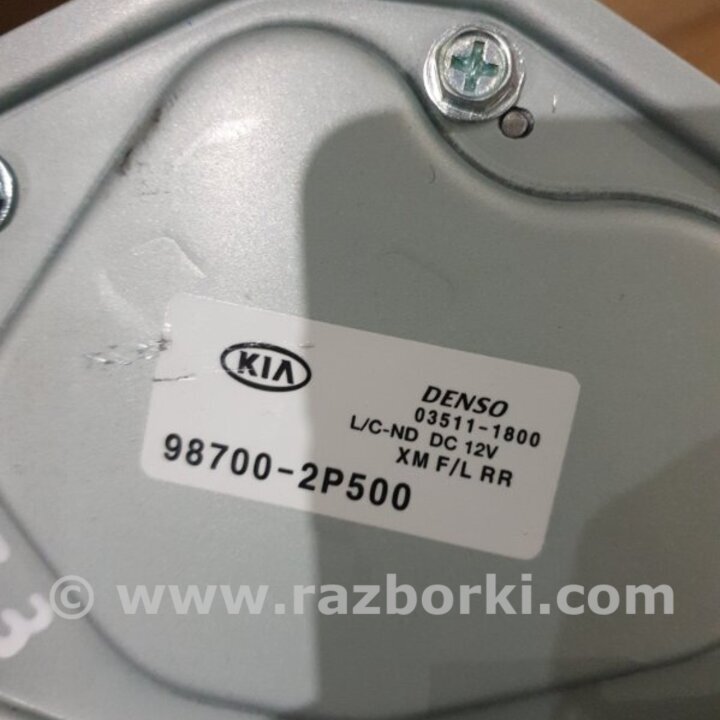 KIA
DENSO
03511-1800
L/C-ND DC 12V
XM F/L RR
98700-2P500
© www.razborki.com